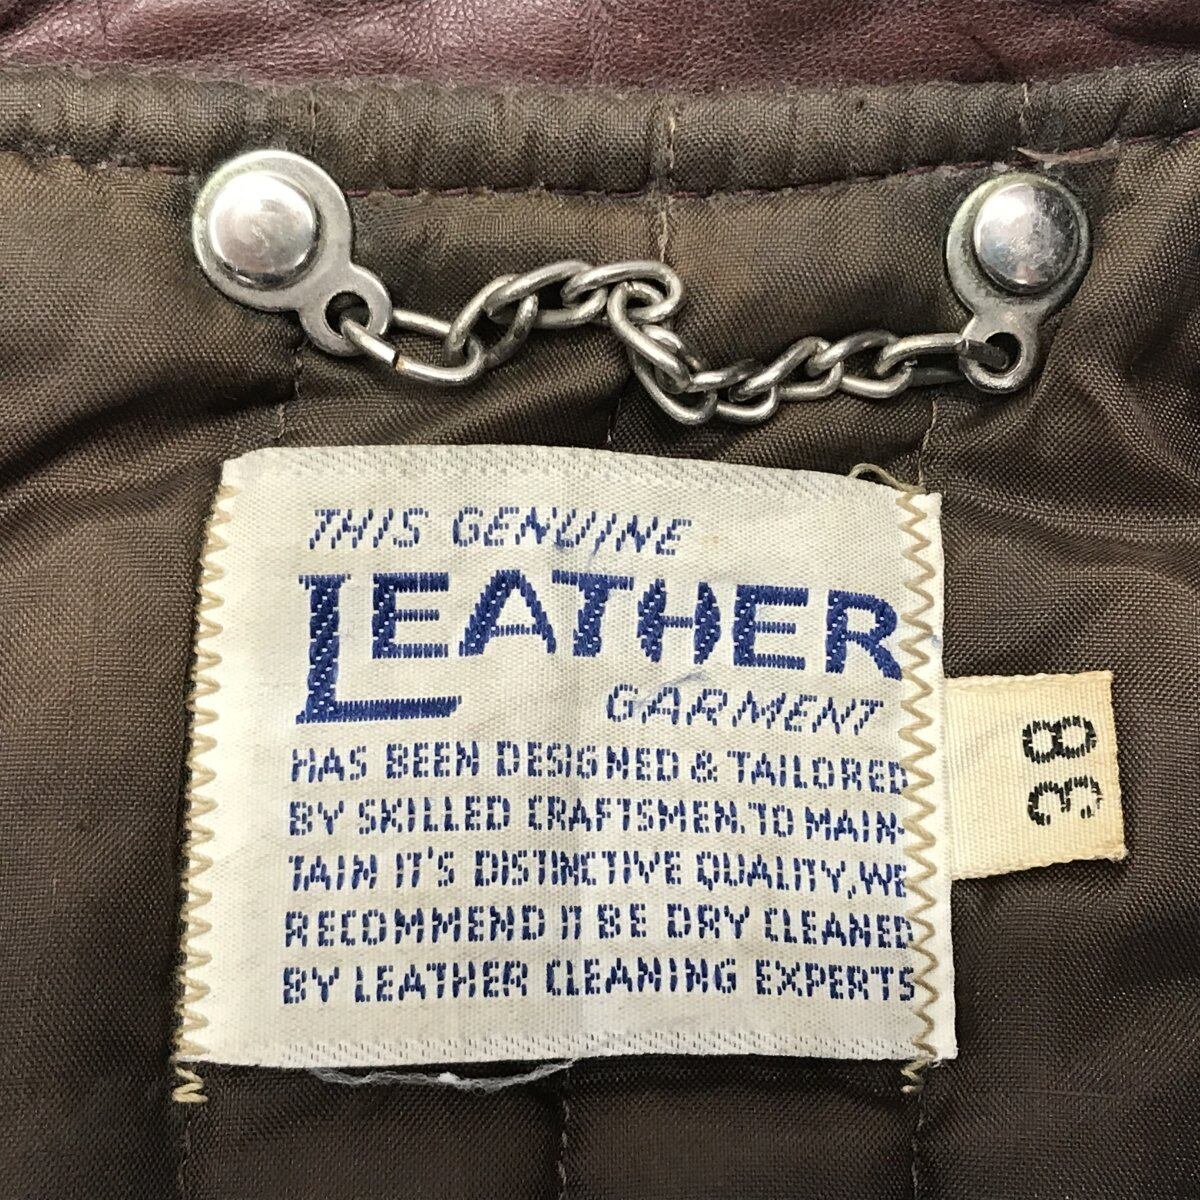 THIS GENUINE
LEATHER
GARMENT
HAS BEEN DESIGNED & TAILORED
BY SKILLED CRAFTSMEN. TO MAIN-
TAIN IT'S DISTINCTIVE QUALITY, WE
RECOMMEND IT BE DRY CLEANED
BY LEATHER CLEANING EXPERTS
38